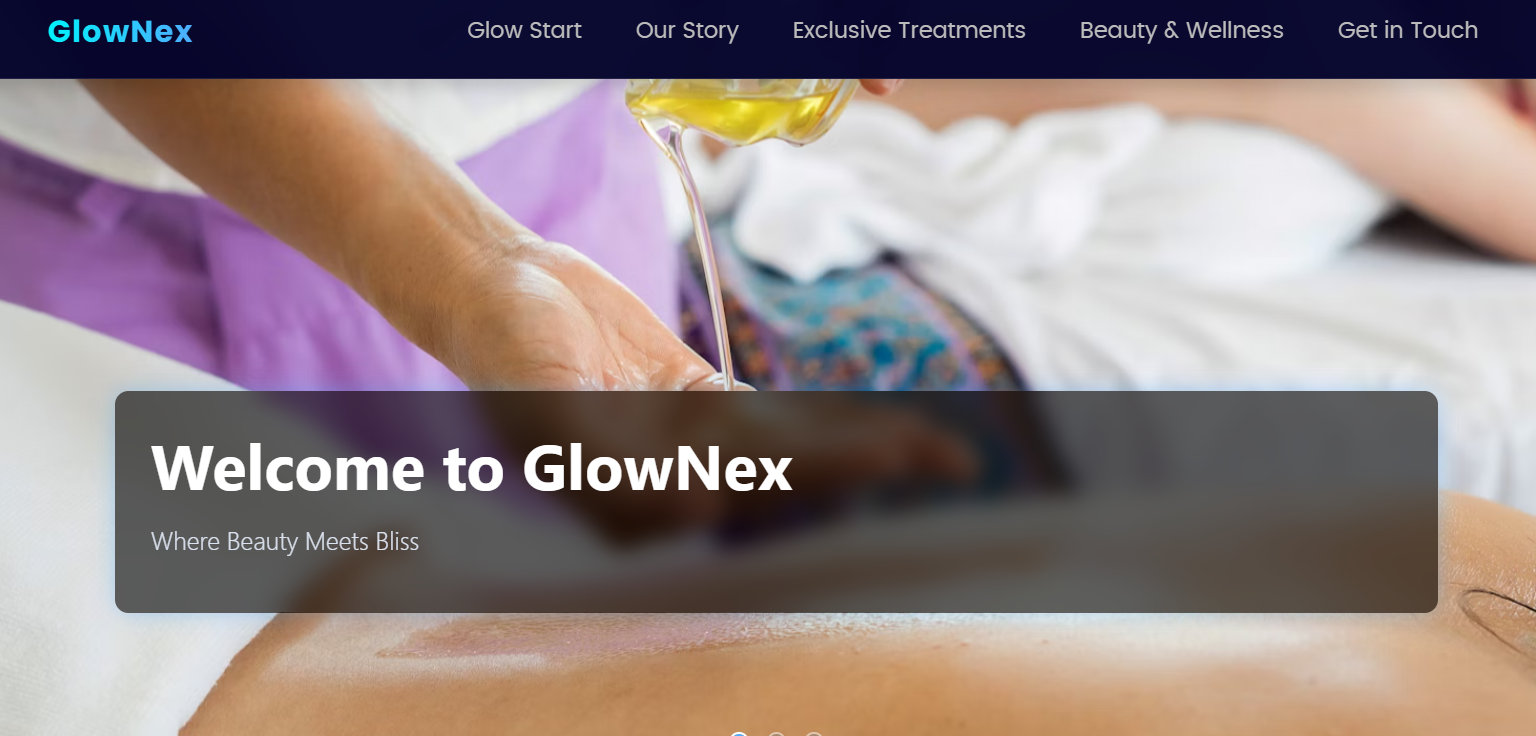 GlowNex
Glow Start
Our Story
Exclusive Treatments
Beauty & Wellness
Get in Touch
Welcome to GlowNex
Where Beauty Meets Bliss